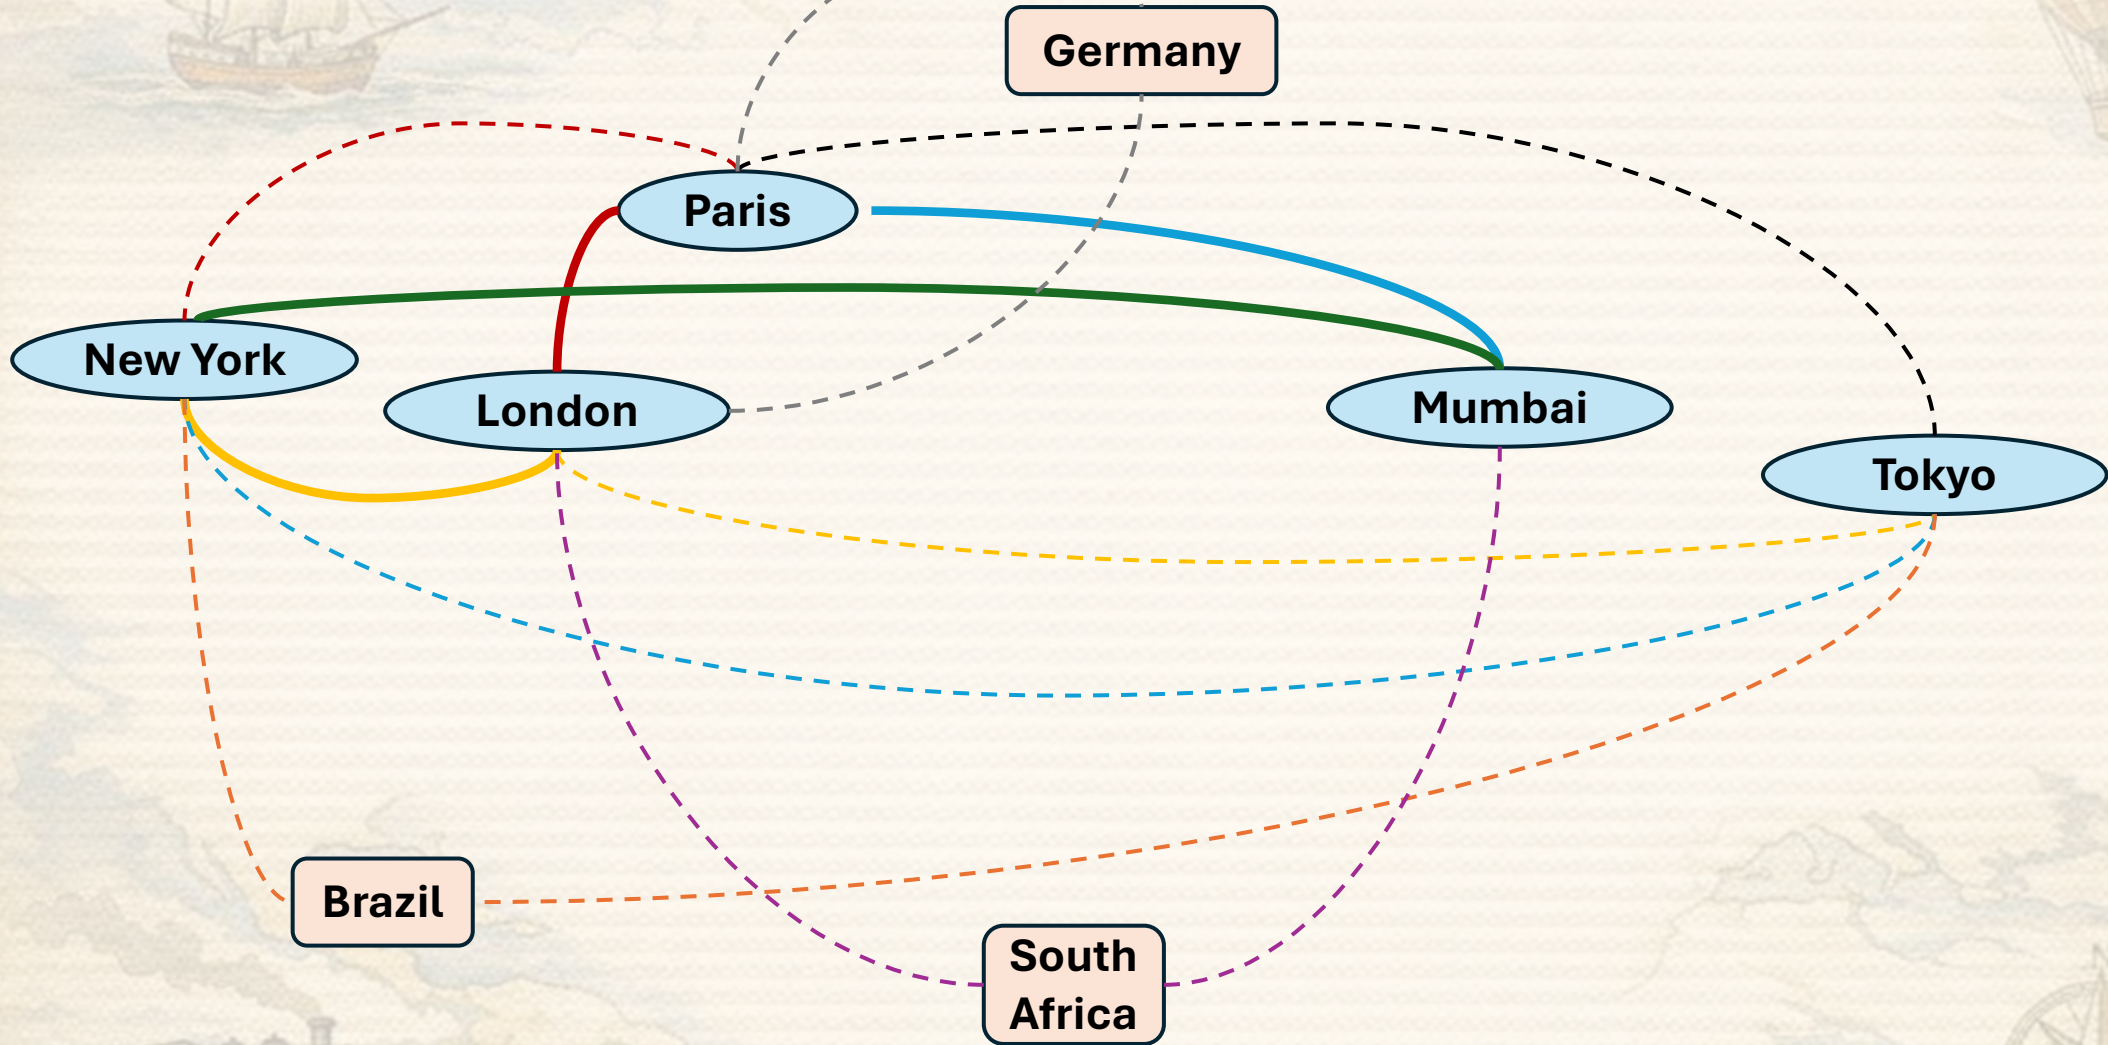 Germany
Paris
New York
London
Mumbai
Tokyo
Brazil
South
Africa